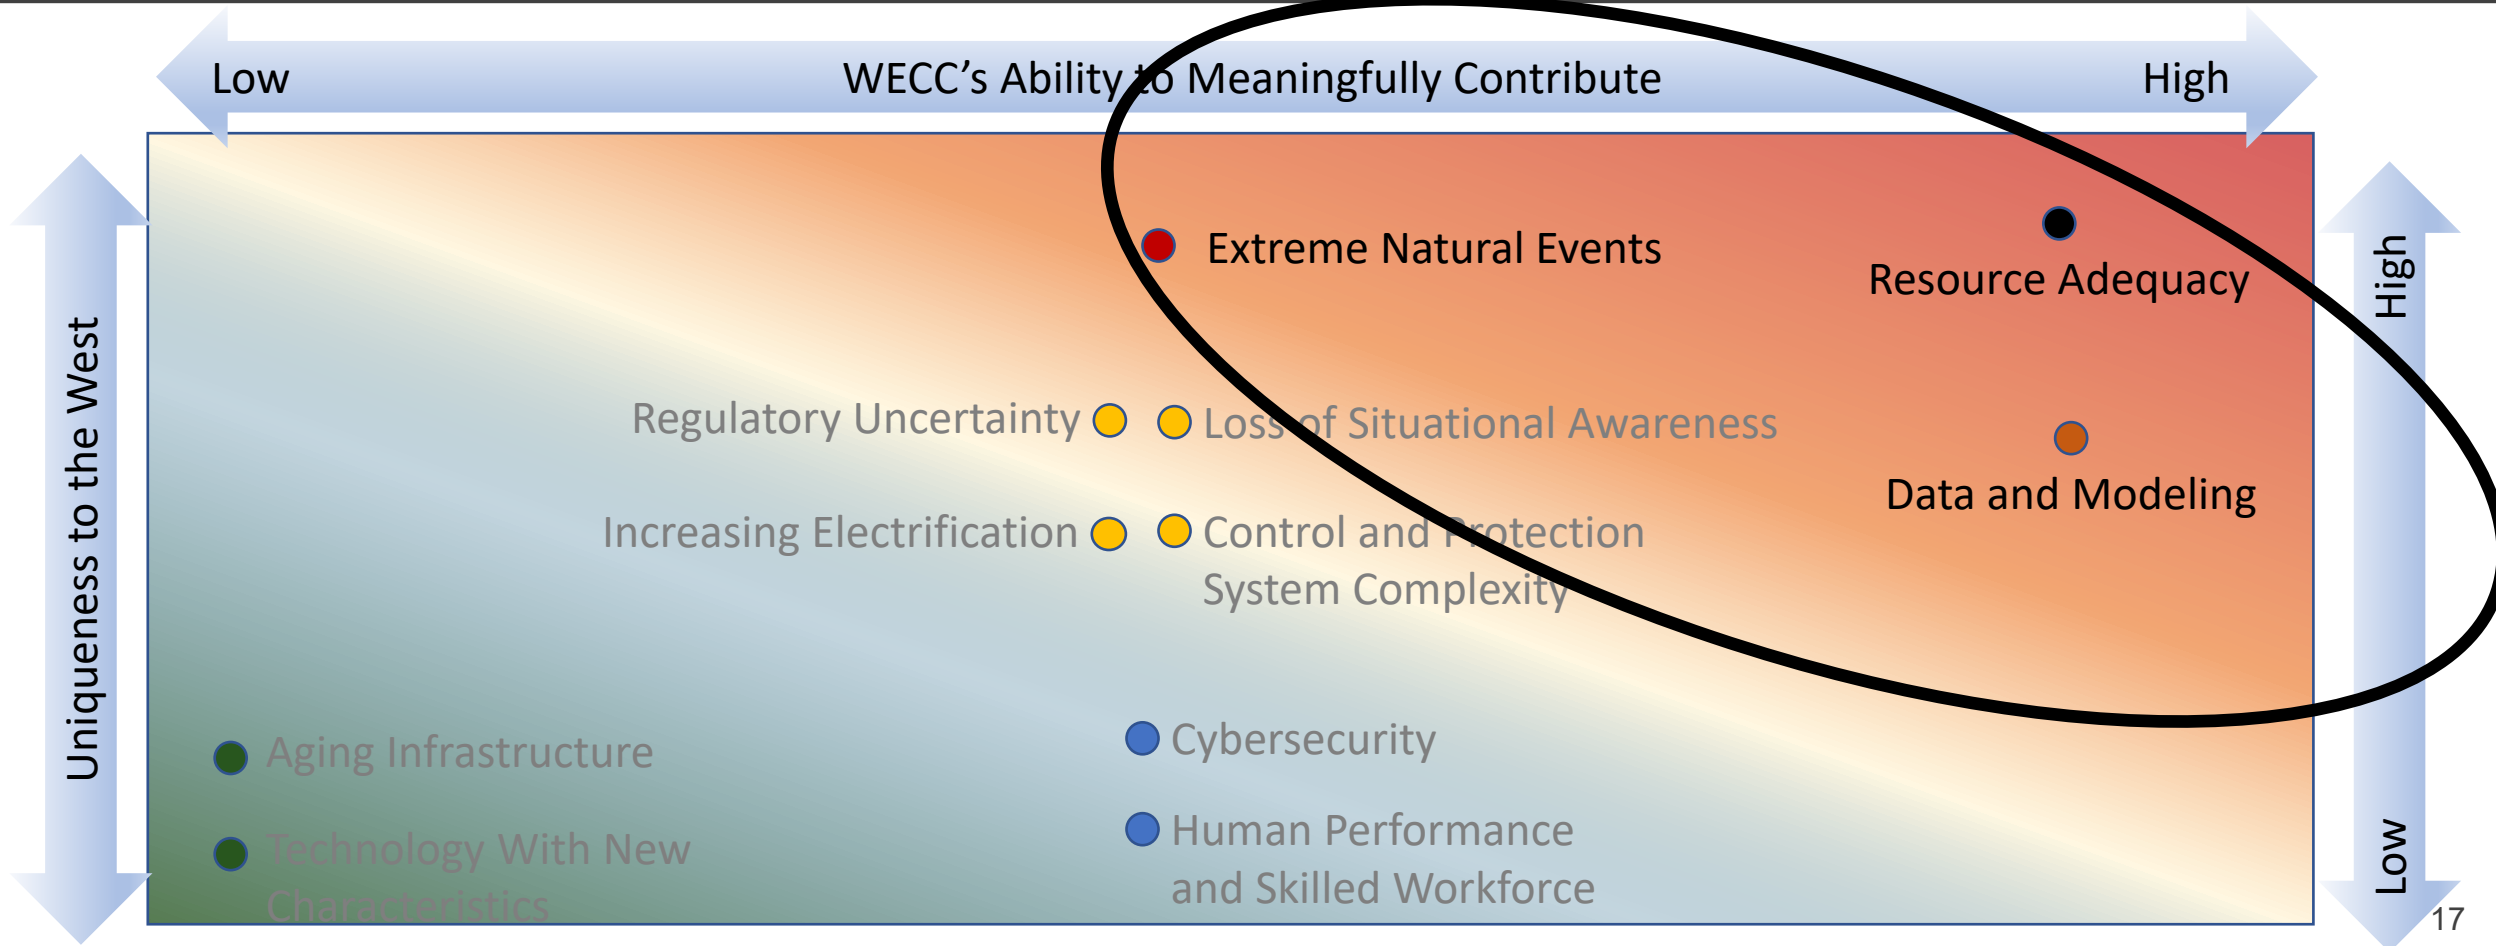 Low
WECC’s Ability to Meaningfully Contribute
High
Uniqueness to the West
High
Low
Extreme Natural Events
Resource Adequacy
Regulatory Uncertainty
Loss of Situational Awareness
Data and Modeling
Increasing Electrification
Control and Protection
System Complexity
Aging Infrastructure
Cybersecurity
Technology With New
Characteristics
Human Performance
and Skilled Workforce
17